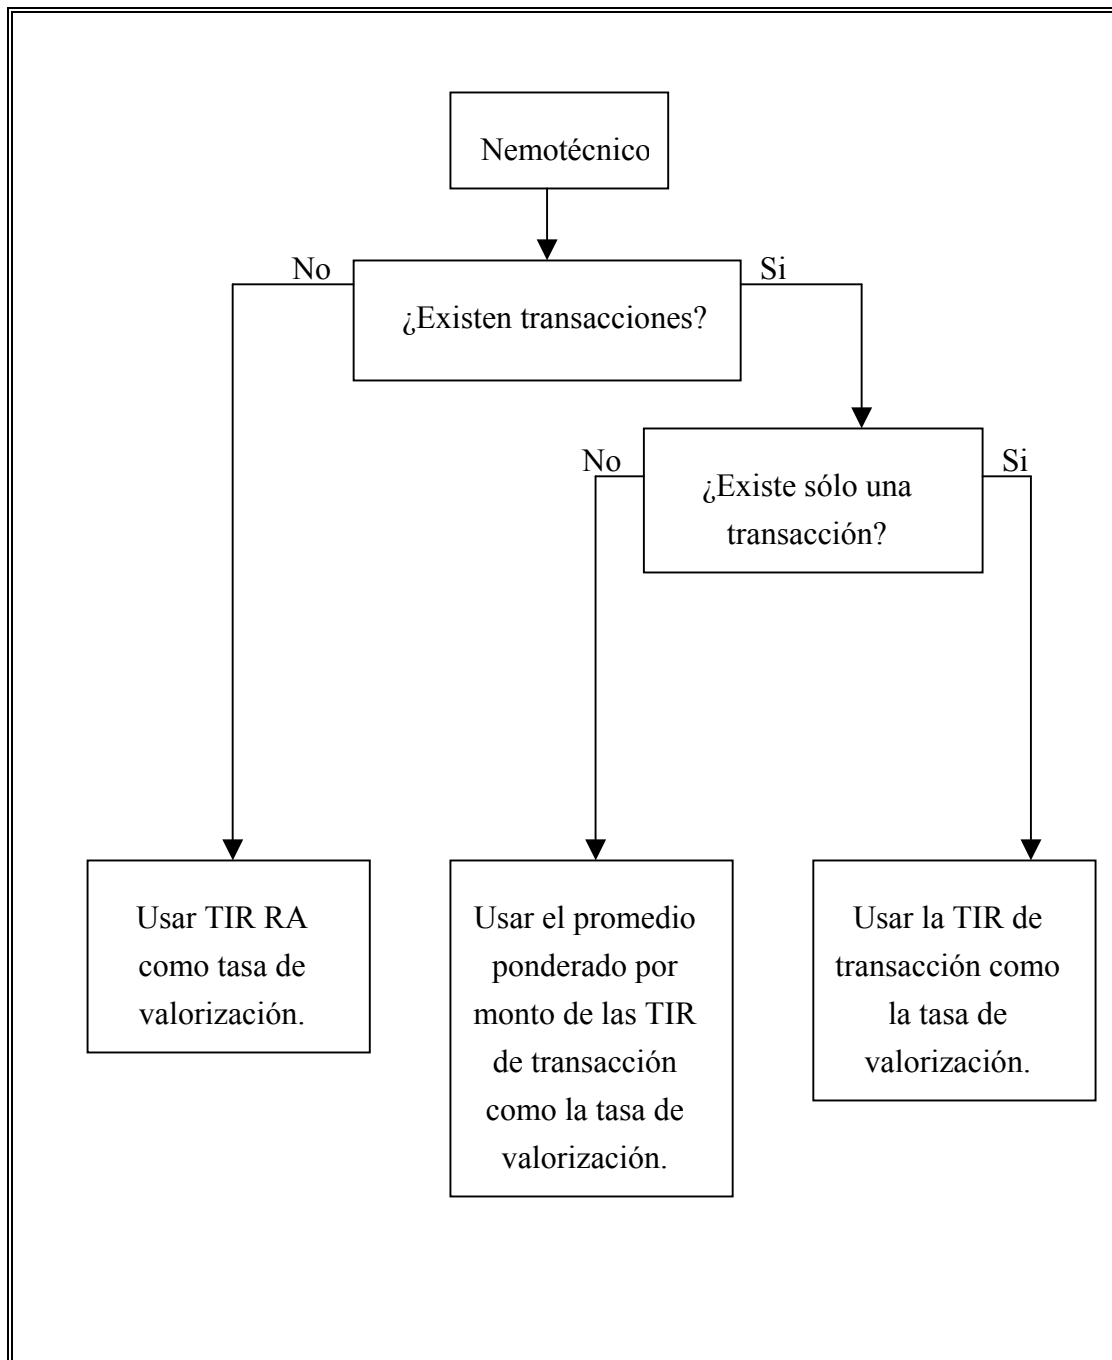 Nemotécnico
No
Si
¿Existen transacciones?
No
Si
¿Existe sólo una
transacción?
Usar TIR RA
como tasa de
valorización.
Usar el promedio
ponderado por
monto de las TIR
de transacción
como la tasa de
valorización.
Usar la TIR de
transacción como
la tasa de
valorización.